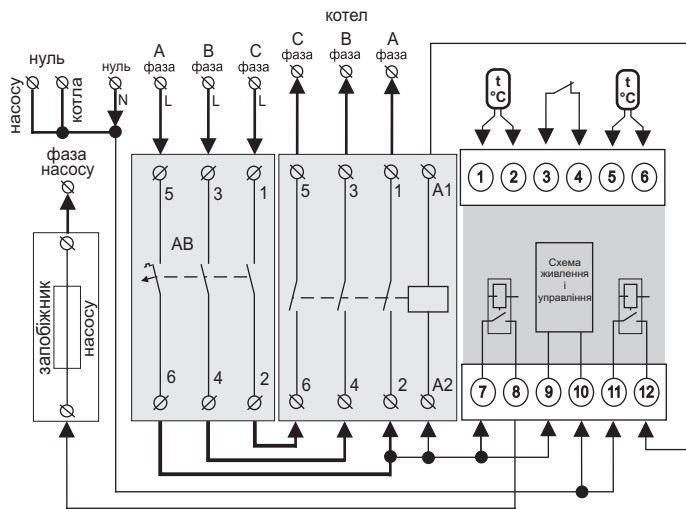 котел
нуль
насосу
котла
нуль
N
A
фаза
L
B
фаза
L
C
фаза
L
C
фаза
B
фаза
A
фаза
t
°C
t
°C
фаза
насосу
запобіжник
насосу
5 3 1
АВ
6 4 2
5 3 1 A1
6 4 2 A2
1 2 3 4 5 6
Схема
живлення
і
управління
7 8 9 10 11 12